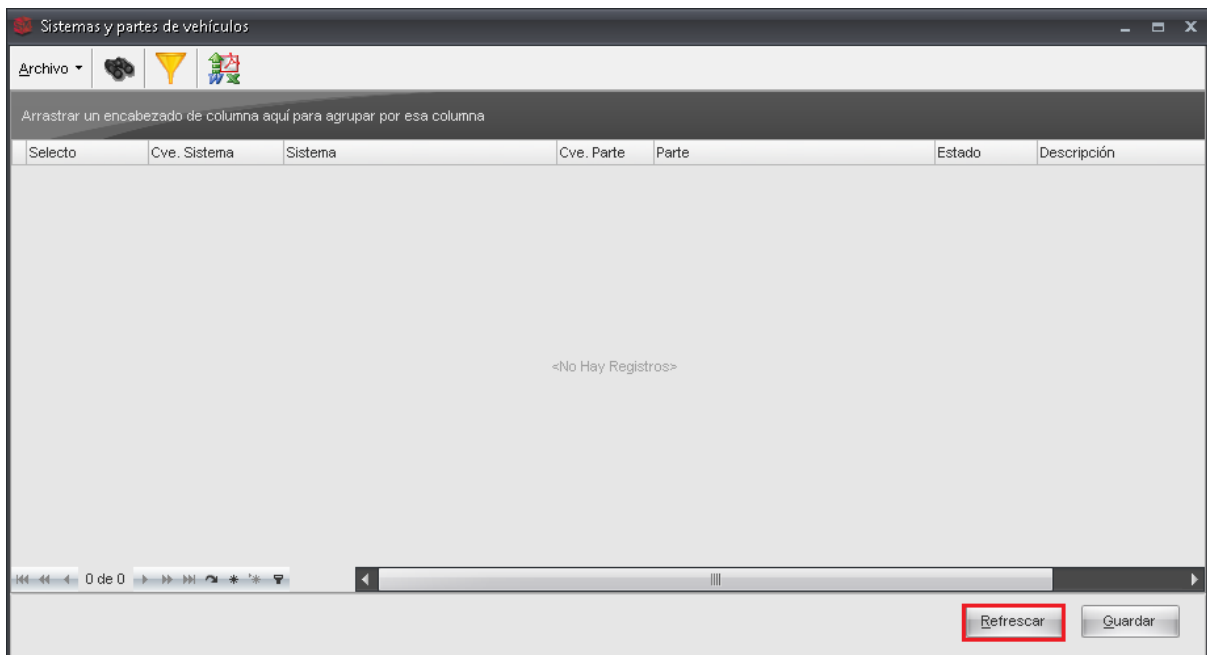 Sistemas y partes de vehículos
Archivo
Arrastrar un encabezado de columna aquí para agrupar por esa columna
Selecto Cve. Sistema Sistema Cve. Parte Parte Estado Descripción
<No Hay Registros>
0 de 0
Refrescar Guardar